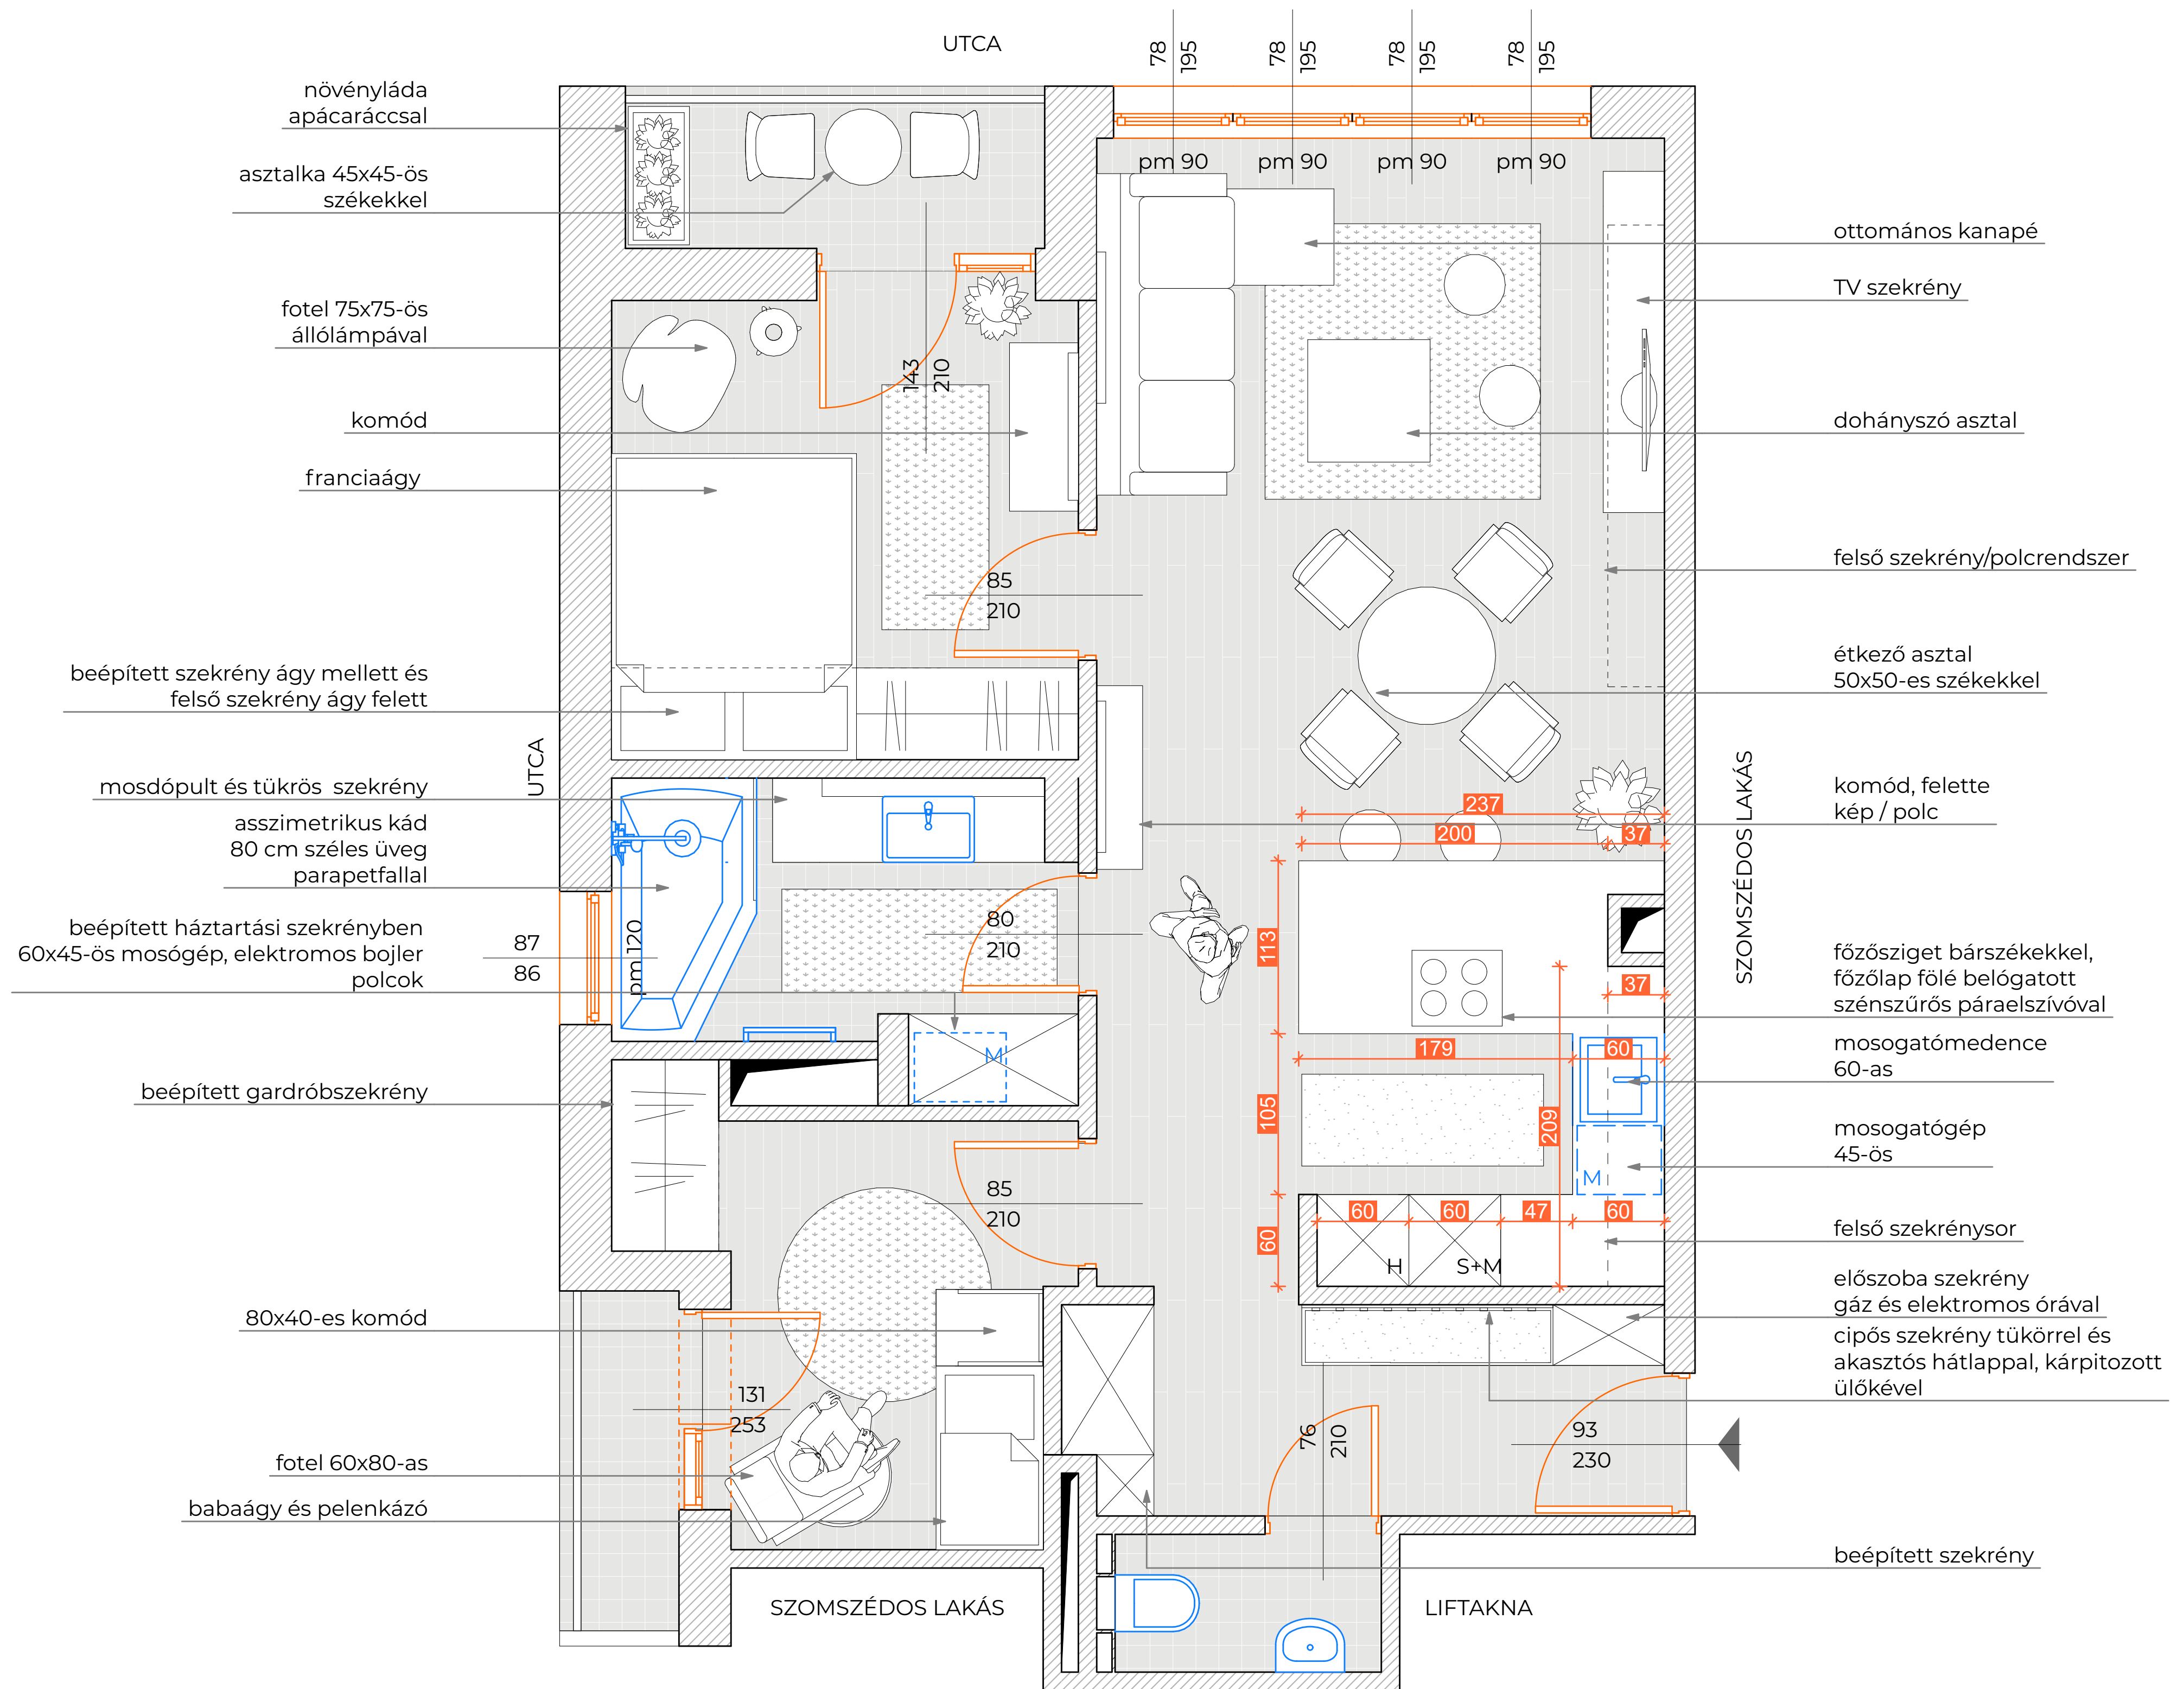 UTCA
78
195
78
195
78
195
78
195
pm 90
pm 90
pm 90
pm 90
növényláda
apácaráccsal
asztalka 45x45-ös
székekkel
fotel 75x75-ös
állólámpával
komód
franciaágy
beépített szekrény ágy mellett és
felső szekrény ágy felett
UTCA
mosdópult és tükrös szekrény
asszimetrikus kád
80 cm széles üveg
parapetfallal
beépített háztartási szekrényben
60x45-ös mosógép, elektromos bojler
polcok
beépített gardróbszekrény
80x40-es komód
fotel 60x80-as
babaágy és pelenkázó
143
210
85
210
87
86
pm 120
80
210
M
85
210
131
253
76
210
93
230
237
200
37
113
37
179
60
105
209
M
60
60
47
60
60
H
S+M
ottomános kanapé
TV szekrény
dohányszó asztal
felső szekrény/polcrendszer
étkező asztal
50x50-es székekkel
SZOMSZÉDOS LAKÁS
komód, felette
kép / polc
főzősziget bárszékekkel,
főzőlap fölé belógatott
szénszűrős páraelszívóval
mosogatómedence
60-as
mosogatógép
45-ös
felső szekrénysor
előszoba szekrény
gáz és elektromos órával
cipős szekrény tükörrel és
akasztós hátlappal, kárpitozott
ülőkével
beépített szekrény
SZOMSZÉDOS LAKÁS
LIFTAKNA